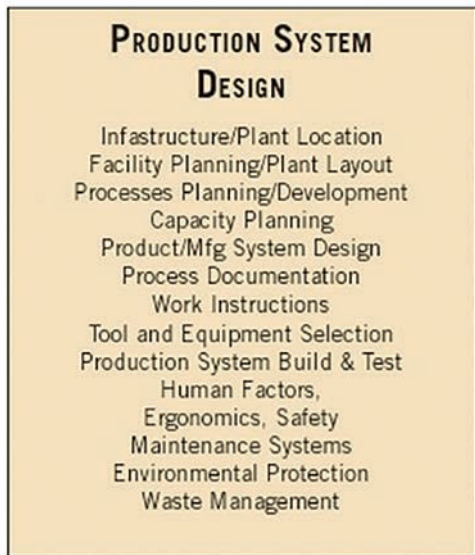 PRODUCTION SYSTEM
DESIGN
Infastructure/Plant Location
Facility Planning/Plant Layout
Processes Planning/Development
Capacity Planning
Product/Mfg System Design
Process Documentation
Work Instructions
Tool and Equipment Selection
Production System Build & Test
Human Factors,
Ergonomics, Safety
Maintenance Systems
Environmental Protection
Waste Management